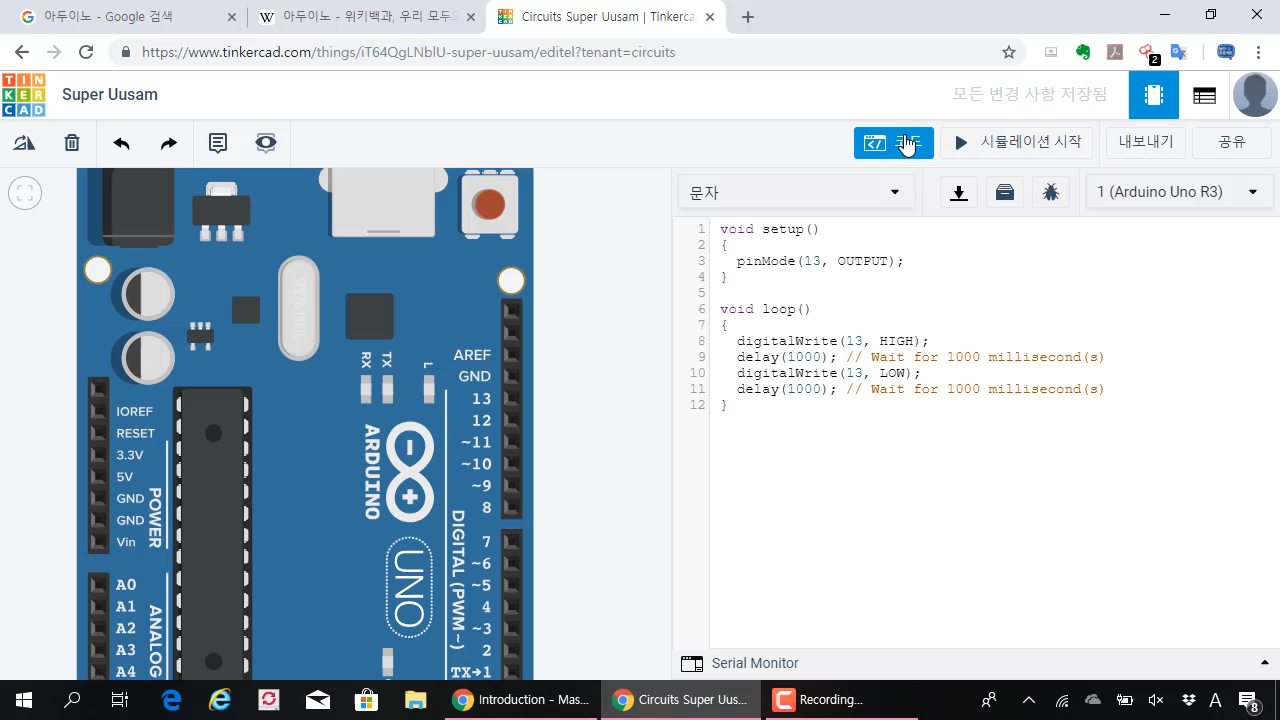 아두이노 - Google 검색
아두이노 - 위키백과, 우리 모두의
Circuits Super Uusam | Tinkerca
https://www.tinkercad.com/things/iT64QgLNblU-super-uusam/editel?tenant=circuits
2
TIN
KER
CAD
Super Uusam
모든 변경 사항 저장됨
코드
시뮬레이션 시작
내보내기
공유
문자
1 (Arduino Uno R3)
1 void setup()
2 {
3 pinMode(13, OUTPUT);
4 }
5
6 void loop()
7 {
8 digitalWrite(13, HIGH);
9 delay(1000); // Wait for 1000 millisecond(s)
10 digitalWrite(13, LOW);
11 delay(1000); // Wait for 1000 millisecond(s)
12 }
RX
TX
L
AREF
GND
13
12
~11
~10
~9
8
7
~6
~5
4
~3
2
TX→1
IOREF
RESET
3.3V
5V
GND
GND
Vin
POWER
A0
A1
A2
A3
A4
ANALOG
ARDUINO
UNO
DIGITAL (PWM ~)
Serial Monitor
Introduction - Mas...
Circuits Super Uus...
Recording...
A
8